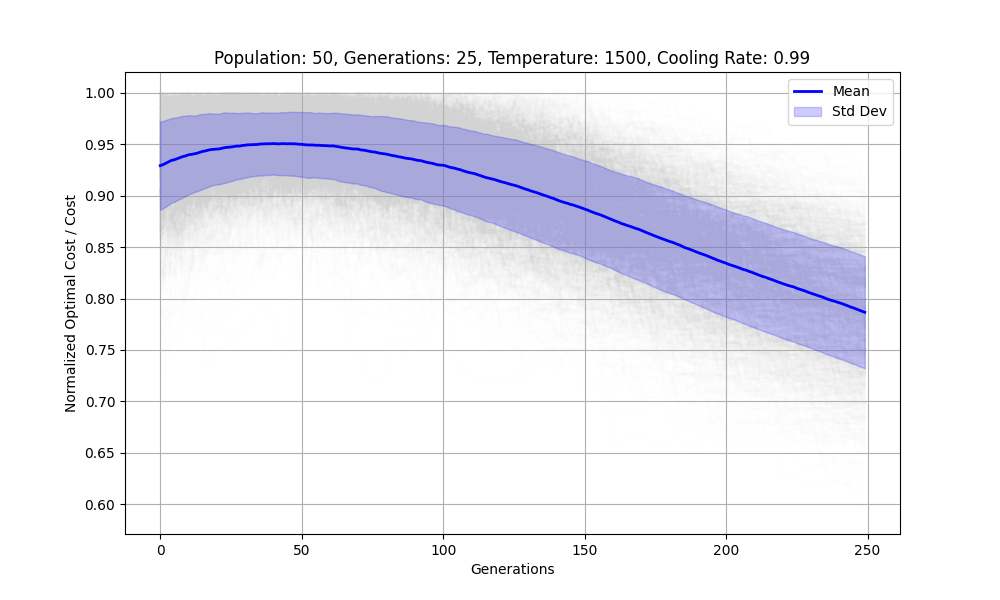 Population: 50, Generations: 25, Temperature: 1500, Cooling Rate: 0.99
Mean
Std Dev
Normalized Optimal Cost / Cost
1.00
0.95
0.90
0.85
0.80
0.75
0.70
0.65
0.60
0 50 100 150 200 250
Generations